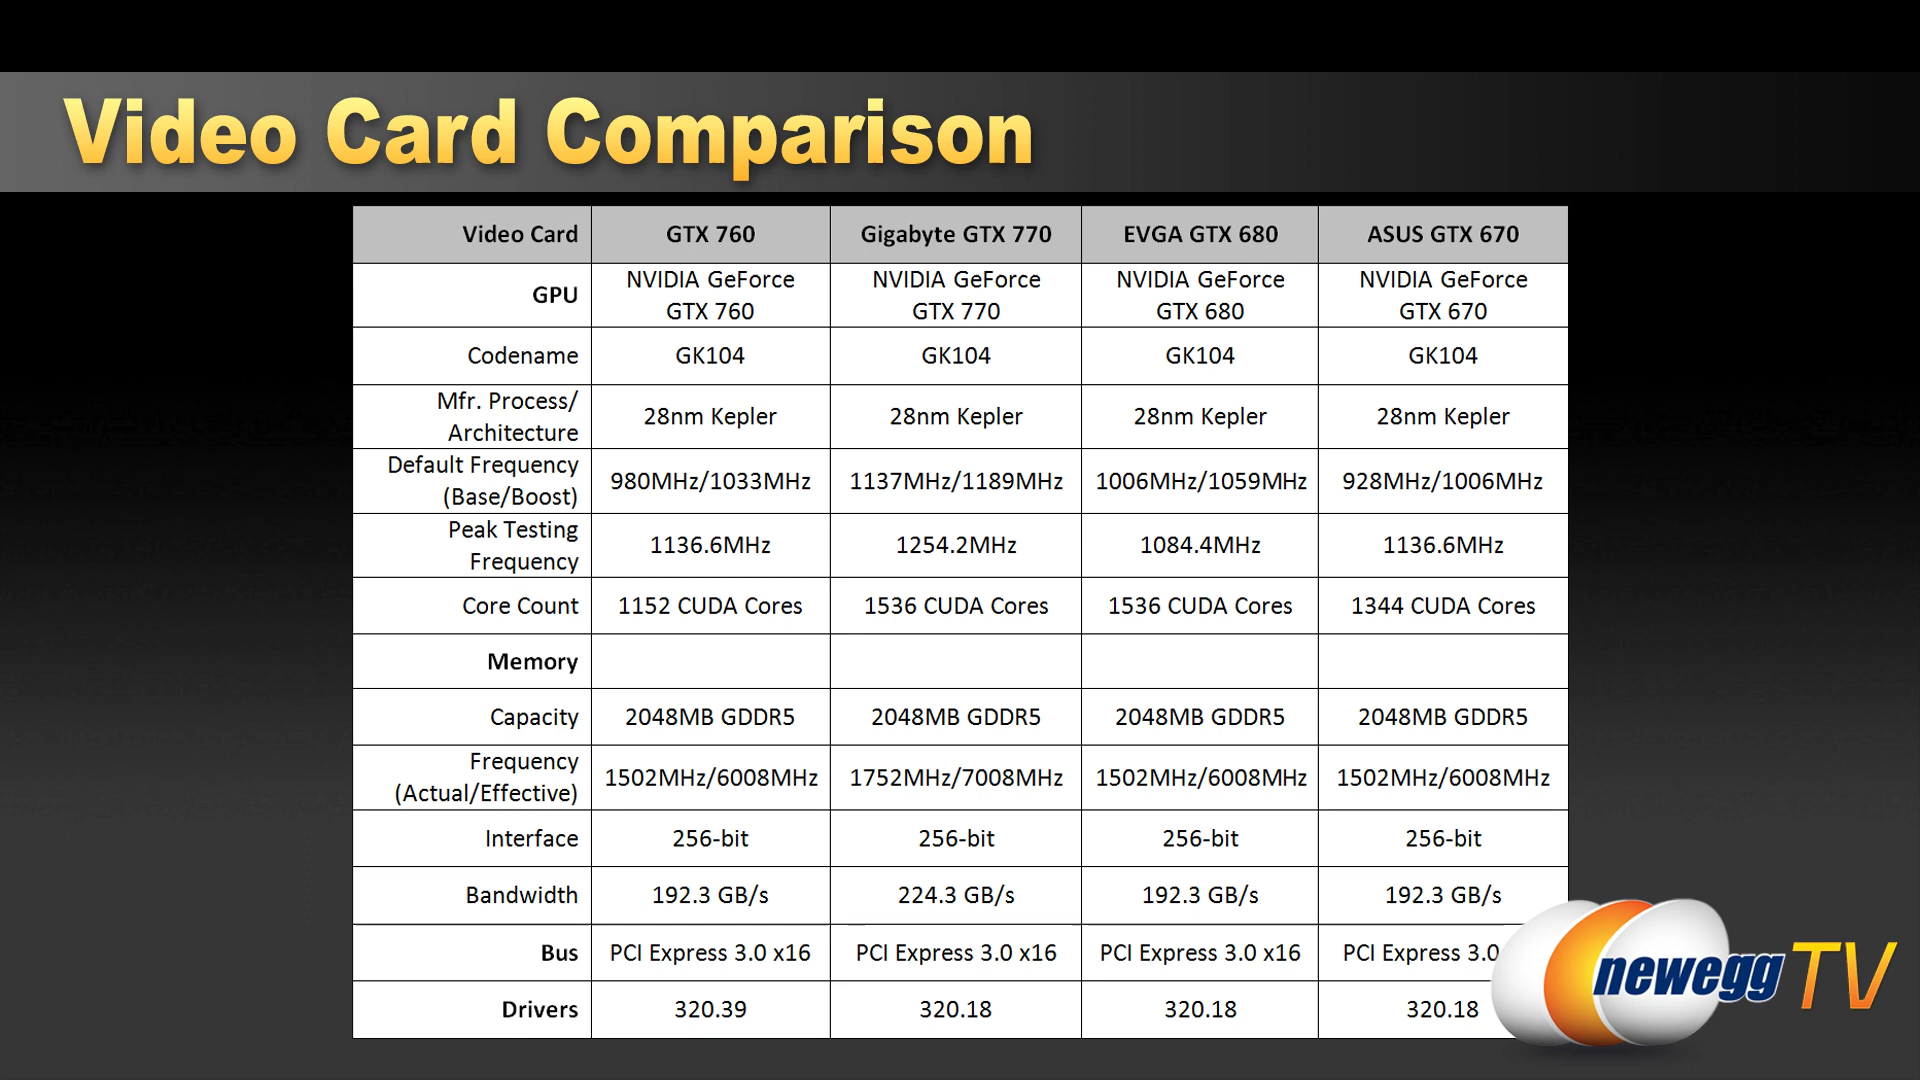 Video Card Comparison
Video Card GTX 760 Gigabyte GTX 770 EVGA GTX 680 ASUS GTX 670
GPU NVIDIA GeForce GTX 760 NVIDIA GeForce GTX 770 NVIDIA GeForce GTX 680 NVIDIA GeForce GTX 670
Codename GK104 GK104 GK104 GK104
Mfr. Process/ Architecture 28nm Kepler 28nm Kepler 28nm Kepler 28nm Kepler
Default Frequency (Base/Boost) 980MHz/1033MHz 1137MHz/1189MHz 1006MHz/1059MHz 928MHz/1006MHz
Peak Testing Frequency 1136.6MHz 1254.2MHz 1084.4MHz 1136.6MHz
Core Count 1152 CUDA Cores 1536 CUDA Cores 1536 CUDA Cores 1344 CUDA Cores
Memory
Capacity 2048MB GDDR5 2048MB GDDR5 2048MB GDDR5 2048MB GDDR5
Frequency (Actual/Effective) 1502MHz/6008MHz 1752MHz/7008MHz 1502MHz/6008MHz 1502MHz/6008MHz
Interface 256-bit 256-bit 256-bit 256-bit
Bandwidth 192.3 GB/s 224.3 GB/s 192.3 GB/s 192.3 GB/s
Bus PCI Express 3.0 x16 PCI Express 3.0 x16 PCI Express 3.0 x16 PCI Express 3.0
Drivers 320.39 320.18 320.18 320.18
newegg TV